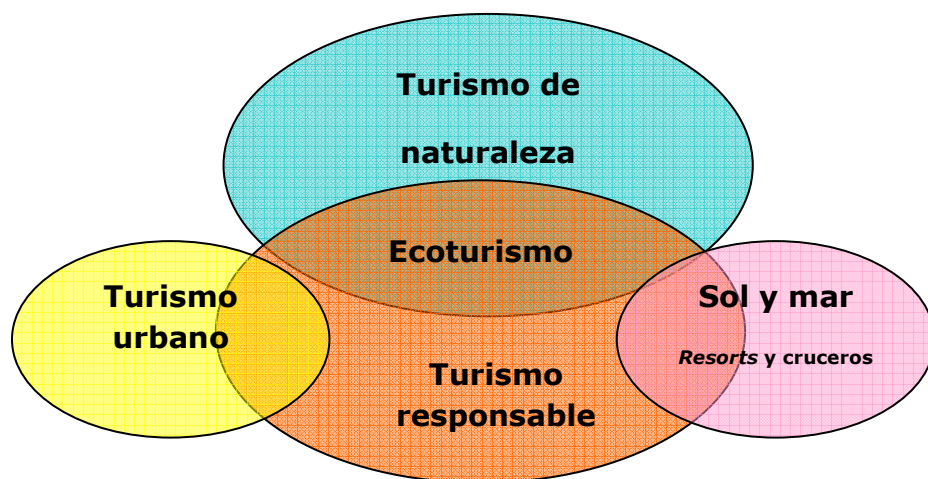 Turismo de
naturaleza
Ecoturismo
Turismo
urbano
Sol y mar
Resorts y cruceros
Turismo
responsable